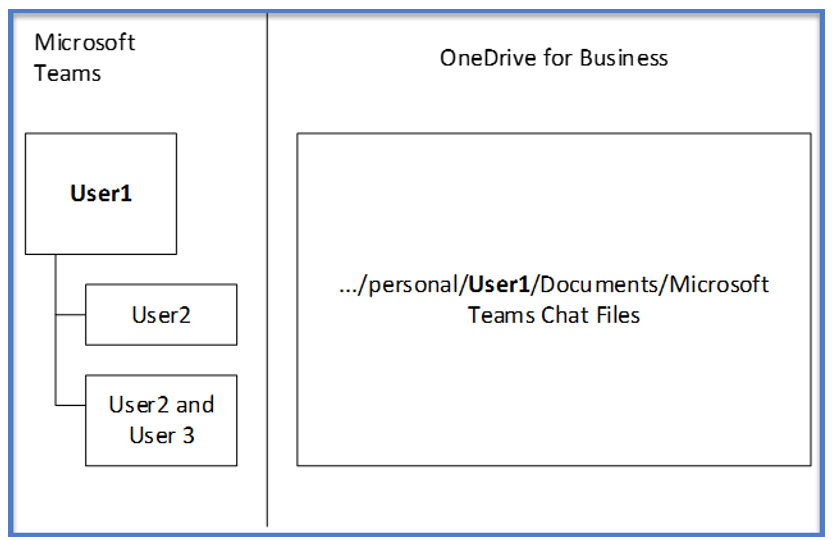 Microsoft
Teams
OneDrive for Business
User1
.../personal/User1/Documents/Microsoft
Teams Chat Files
User2
User2 and
User 3